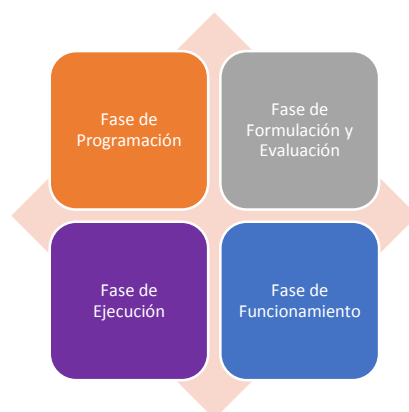 Fase de
Programación
Fase de
Formulación y
Evaluación
Fase de
Ejecución
Fase de
Funcionamiento